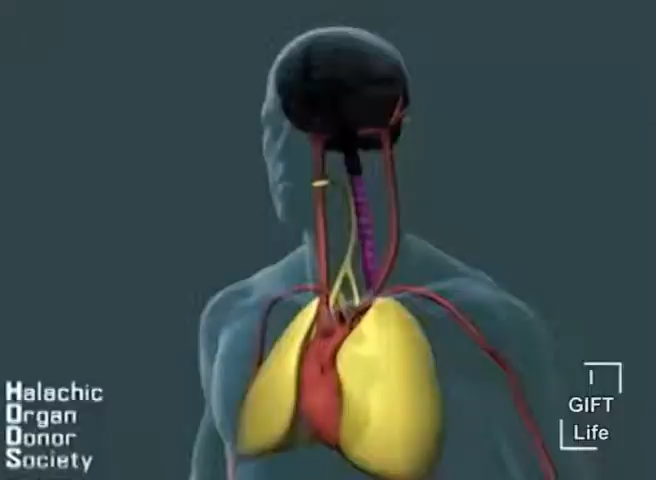 Halachic
Organ
Donor
Society
I
GIFT
Life